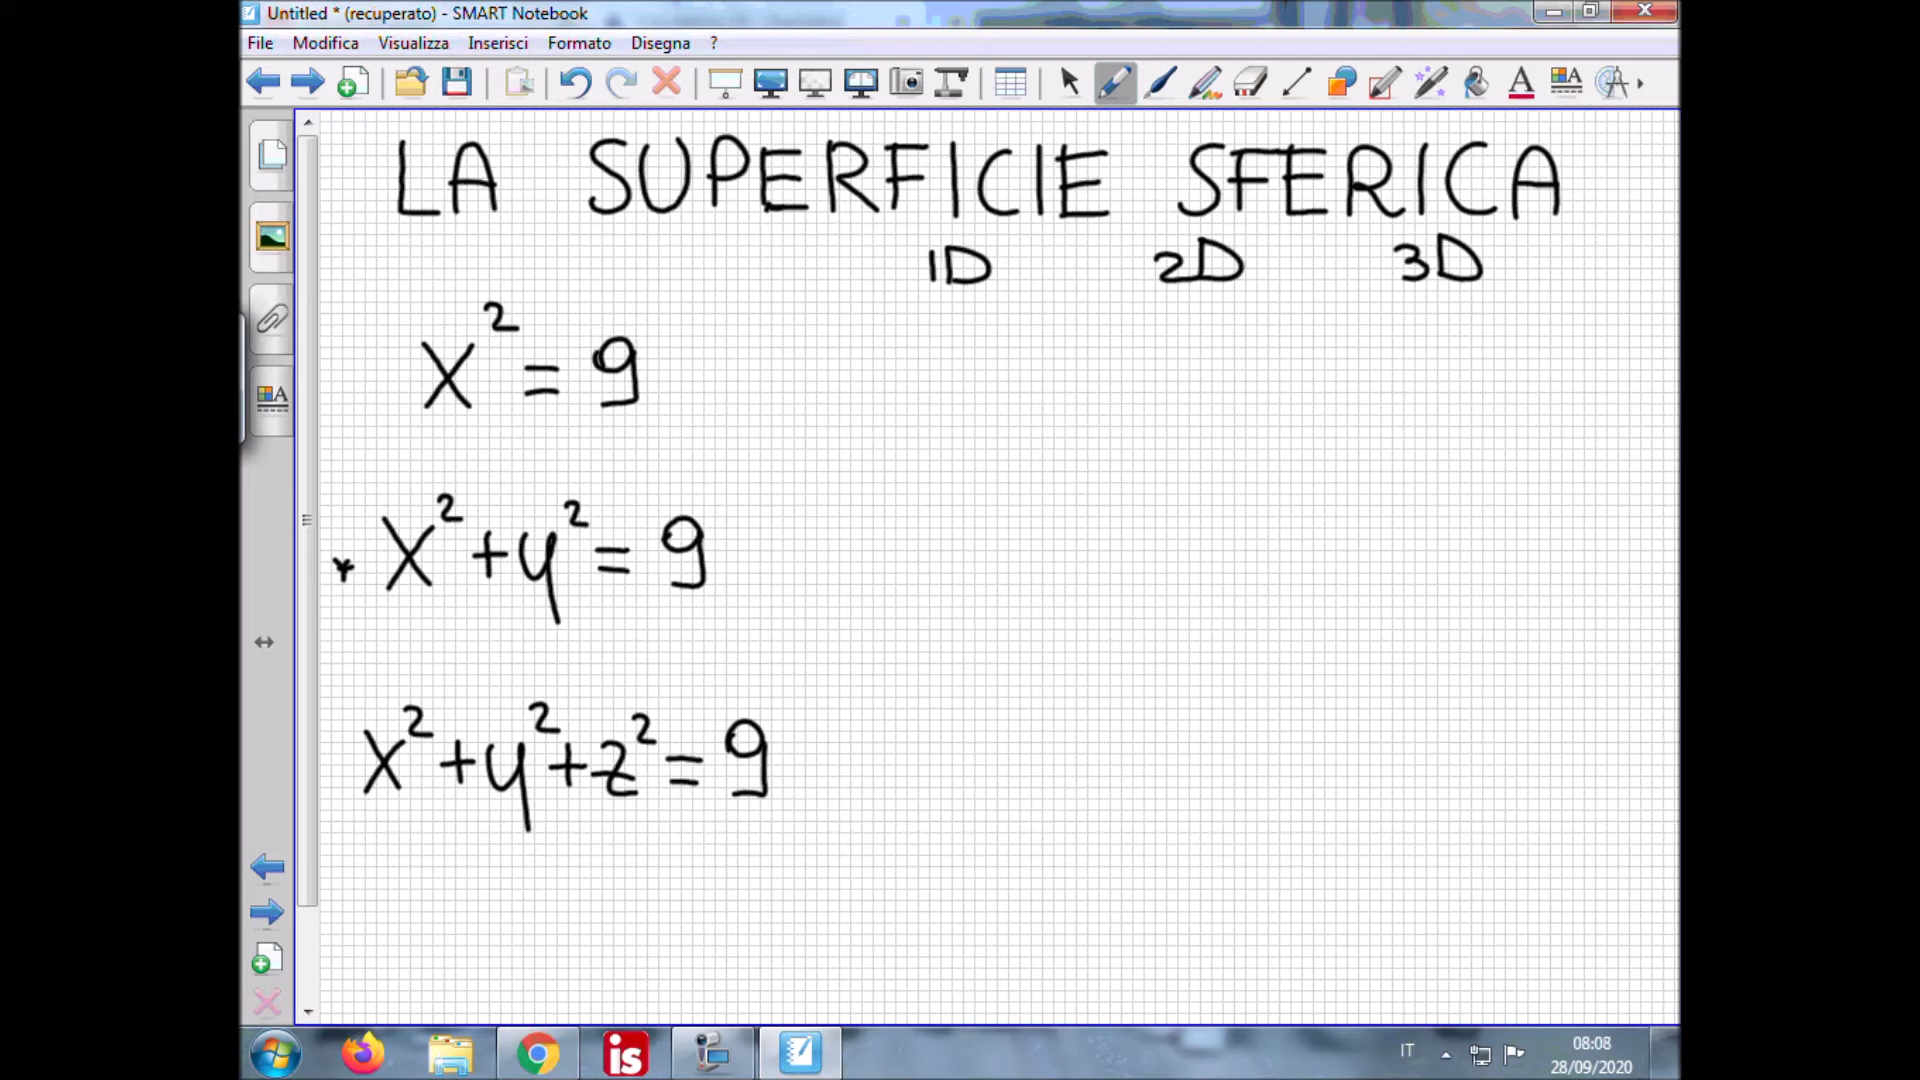 Untitled * (recuperato) - SMART Notebook
File Modifica Visualizza Inserisci Formato Disegna ?
LA SUPERFICIE SFERICA
1D 2D 3D
x² = 9
* x² + y² = 9
x² + y² + z² = 9
is
IT
08:08
28/09/2020